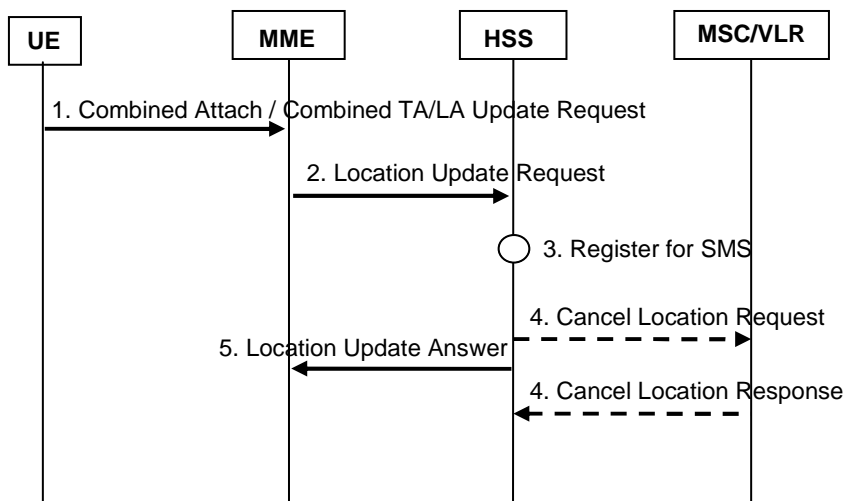 UE
MME
HSS
MSC/VLR
1. Combined Attach / Combined TA/LA Update Request
2. Location Update Request
3. Register for SMS
4. Cancel Location Request
5. Location Update Answer
4. Cancel Location Response